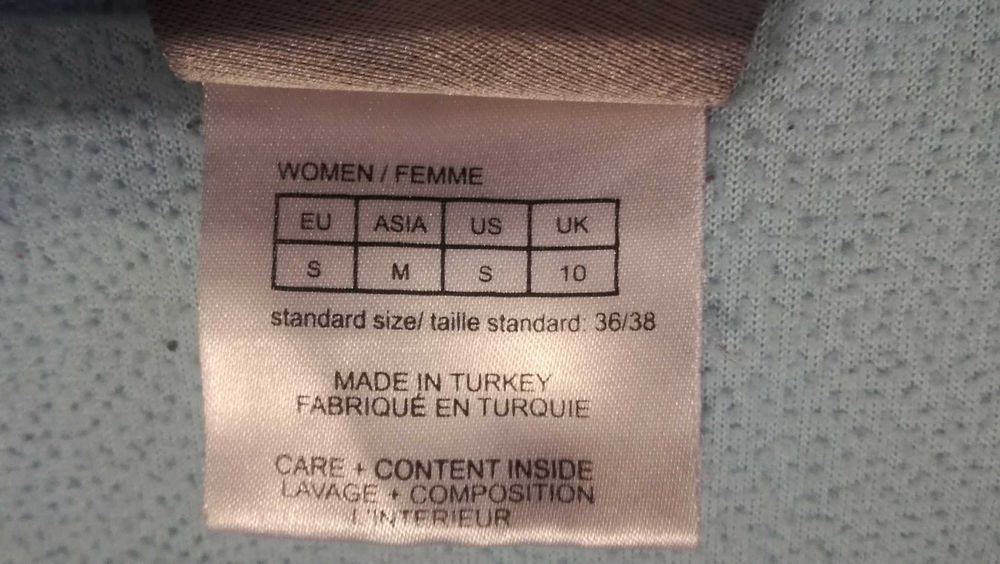 WOMEN / FEMME
EU ASIA US UK
S M S 10
standard size/ taille standard: 36/38
MADE IN TURKEY
FABRIQUÉ EN TURQUIE
CARE + CONTENT INSIDE
LAVAGE + COMPOSITION
L'INTERIEUR